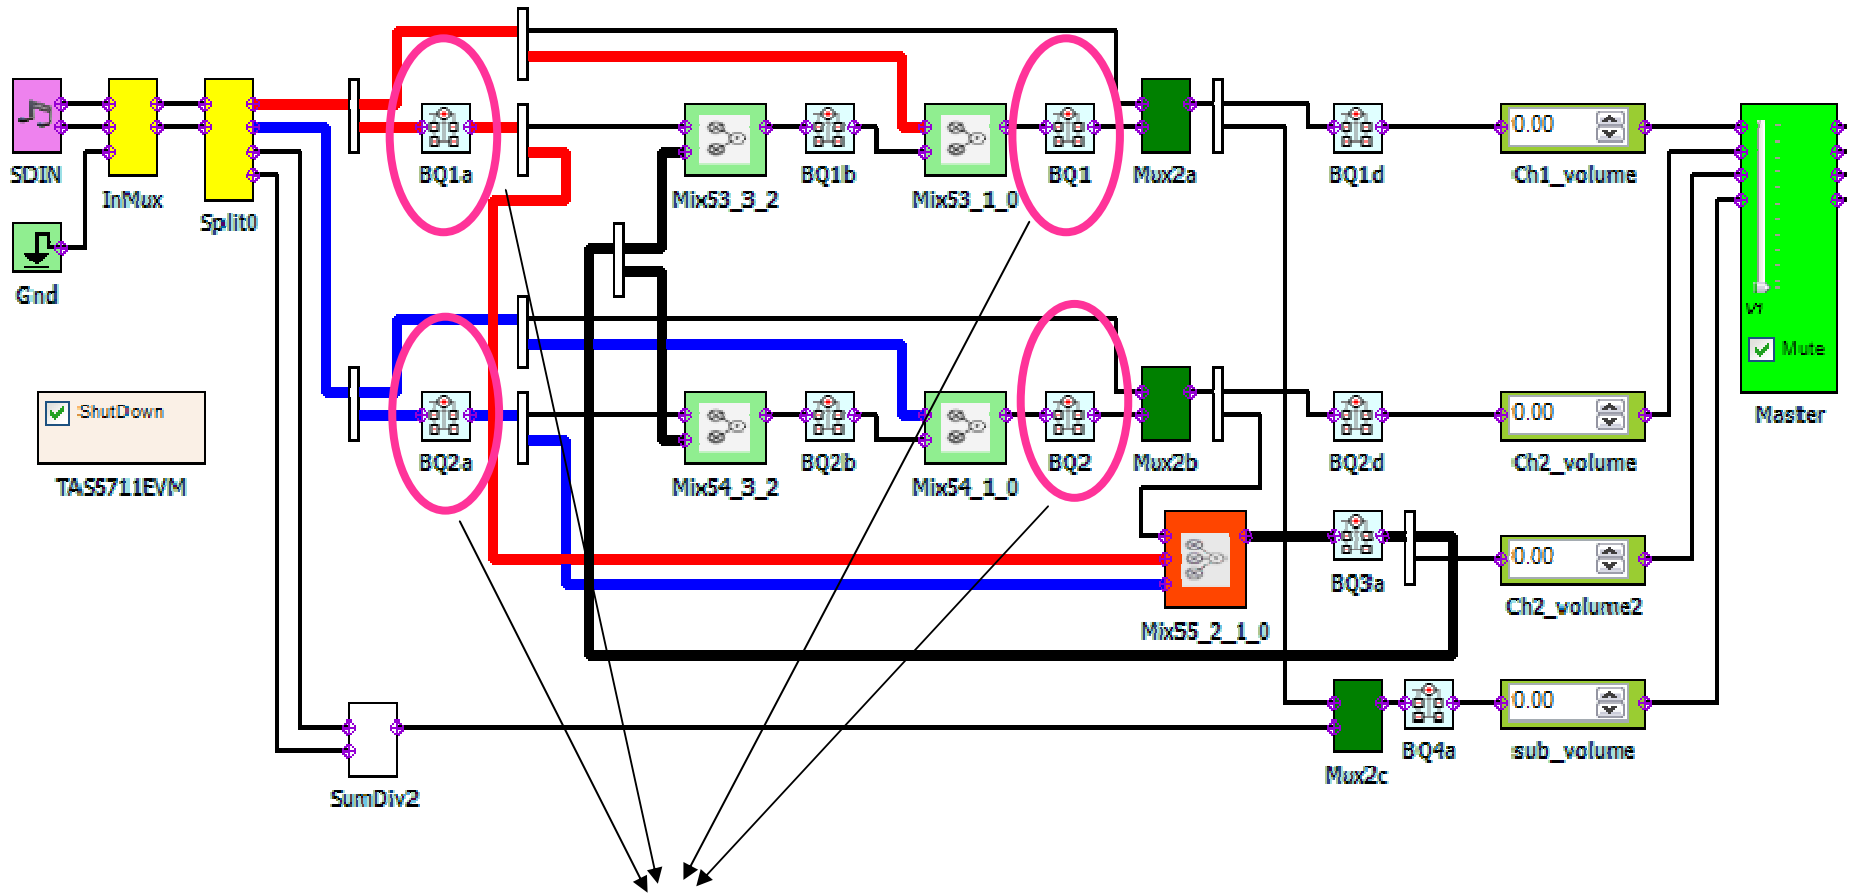 SDIN
InMux
Split0
Gnd
BQ1a
Mix53_3_2
BQ1b
Mix53_1_0
BQ1
Mux2a
BQ1d
0.00
Ch1_volume
V1
Mute
Master
ShutDown
TAS5711EVM
BQ2a
Mix54_3_2
BQ2b
Mix54_1_0
BQ2
Mux2b
BQ2d
0.00
Ch2_volume
Mix55_2_1_0
BQ3a
0.00
Ch2_volume2
SumDiv2
Mux2c
BQ4a
0.00
sub_volume